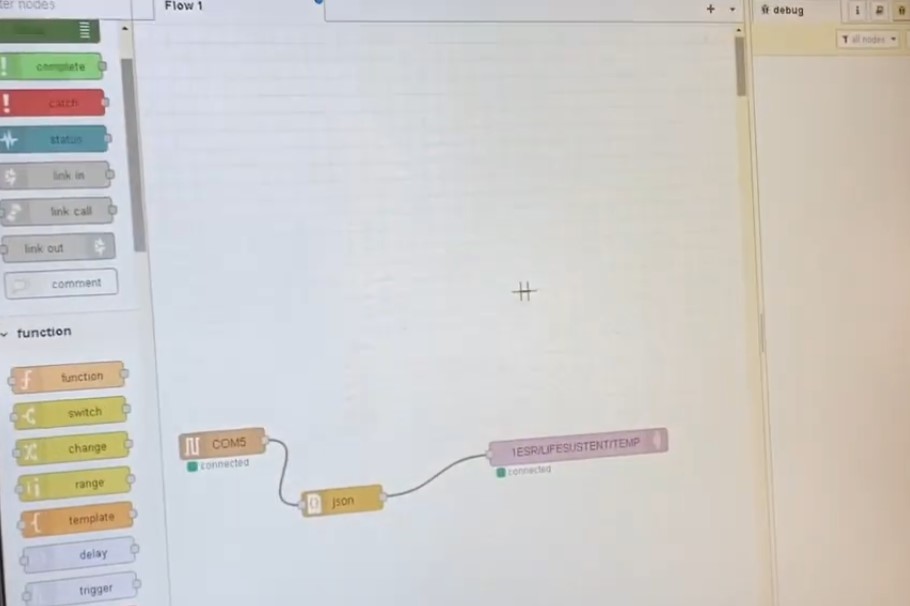 ter nodes
Flow 1
debug
i
all nodes
complete
catch
status
link in
link call
link out
comment
function
function
switch
change
range
template
delay
trigger
COM5
connected
json
1ESR/LIFESUSTENT/TEMP
connected